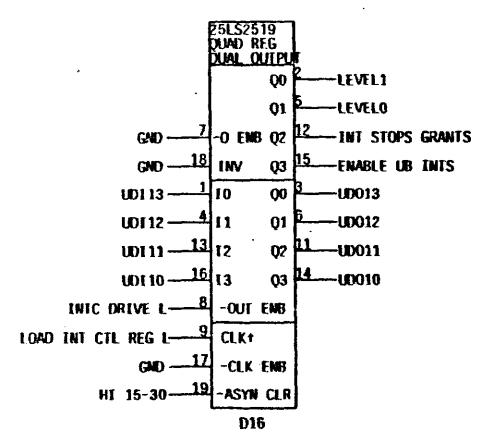 25LS2519
QUAD REG
DUAL OUTPUT
Q0 2 LEVEL1
Q1 5 LEVEL0
GND 7 -O ENB Q2 12 INT STOPS GRANTS
GND 18 INV Q3 15 ENABLE UB INTS
UDI13 1 I0 Q0 3 UDO13
UDI12 4 I1 Q1 6 UDO12
UDI11 13 I2 Q2 11 UDO11
UDI10 16 I3 Q3 14 UDO10
INTC DRIVE L 8 -OUT ENB
LOAD INT CTL REG L 9 CLK↑
GND 17 -CLK ENB
HI 15-30 19 -ASYN CLR
D16